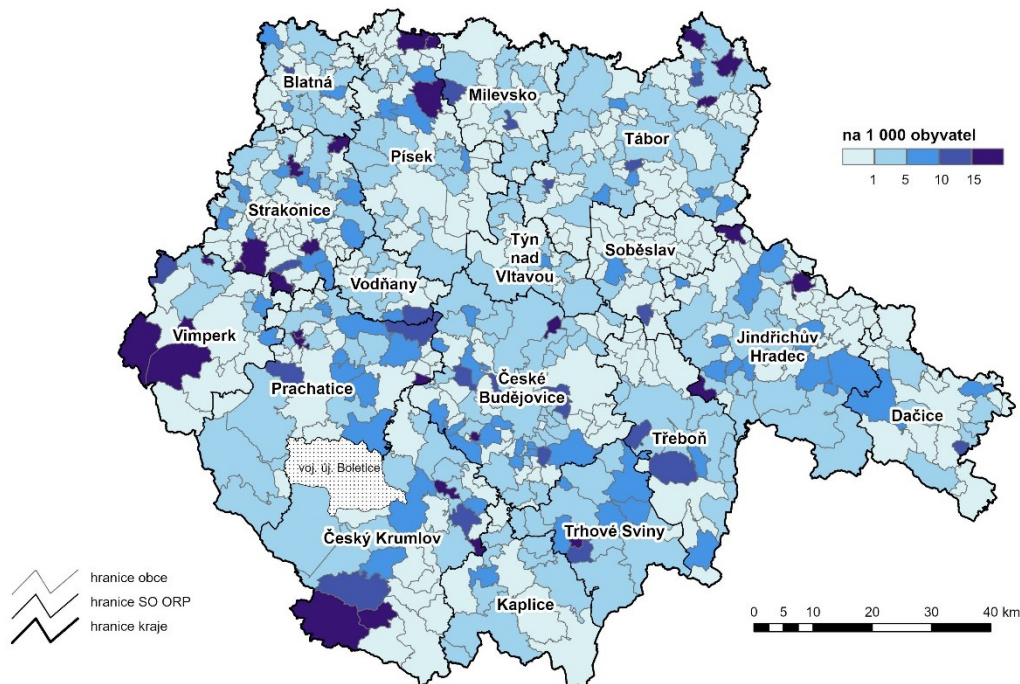 Blatná
Milevsko
Tábor
Písek
na 1 000 obyvatel
1 5 10 15
Strakonice
Týn
nad
Vltavou
Soběslav
Vodňany
Vimperk
Jindřichův
Hradec
Prachatice
České
Budějovice
Dačice
Třeboň
voj. új. Boletice
Český Krumlov
Trhové Sviny
Kaplice
hranice obce
hranice SO ORP
hranice kraje
0 5 10 20 30 40 km